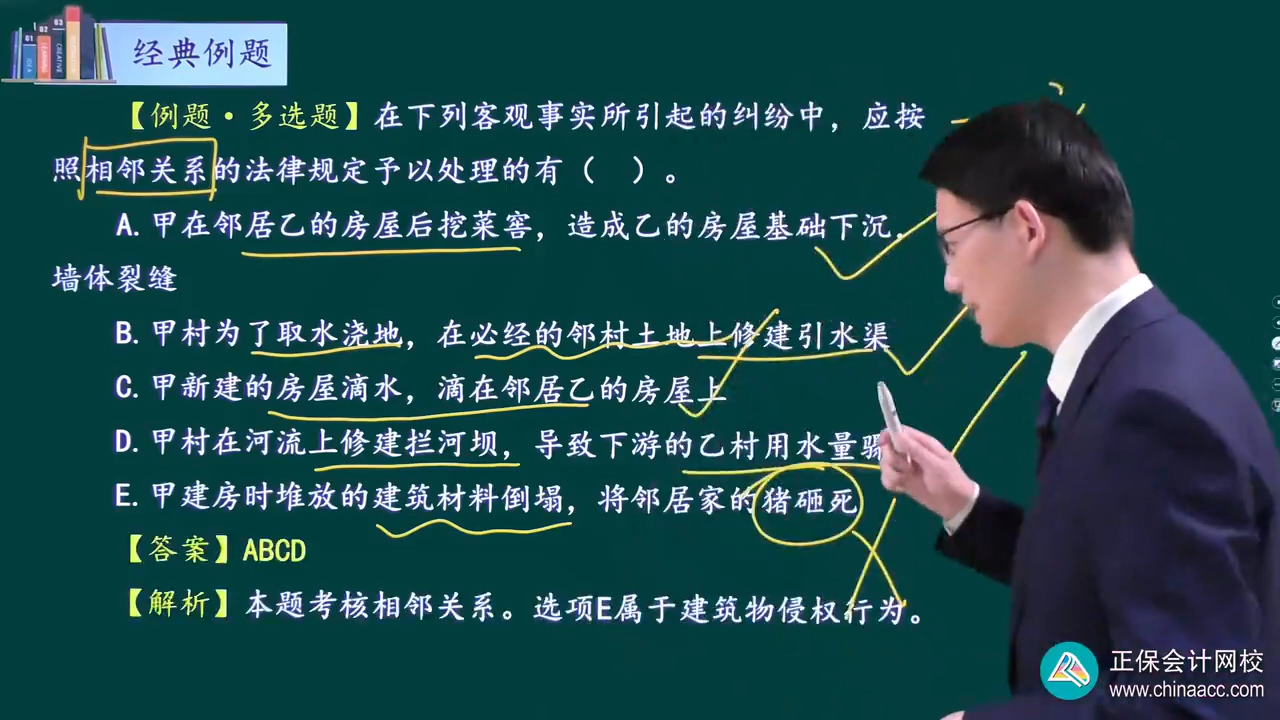 经典例题
【例题·多选题】在下列客观事实所引起的纠纷中，应按
照相邻关系的法律规定予以处理的有（ ）。
A. 甲在邻居乙的房屋后挖菜窖，造成乙的房屋基础下沉，
墙体裂缝
B. 甲村为了取水浇地，在必经的邻村土地上修建引水渠
C. 甲新建的房屋滴水，滴在邻居乙的房屋上
D. 甲村在河流上修建拦河坝，导致下游的乙村用水量骤
E. 甲建房时堆放的建筑材料倒塌，将邻居家的猪砸死
【答案】ABCD
【解析】本题考核相邻关系。选项E属于建筑物侵权行为。
正保会计网校
www.chinaacc.com